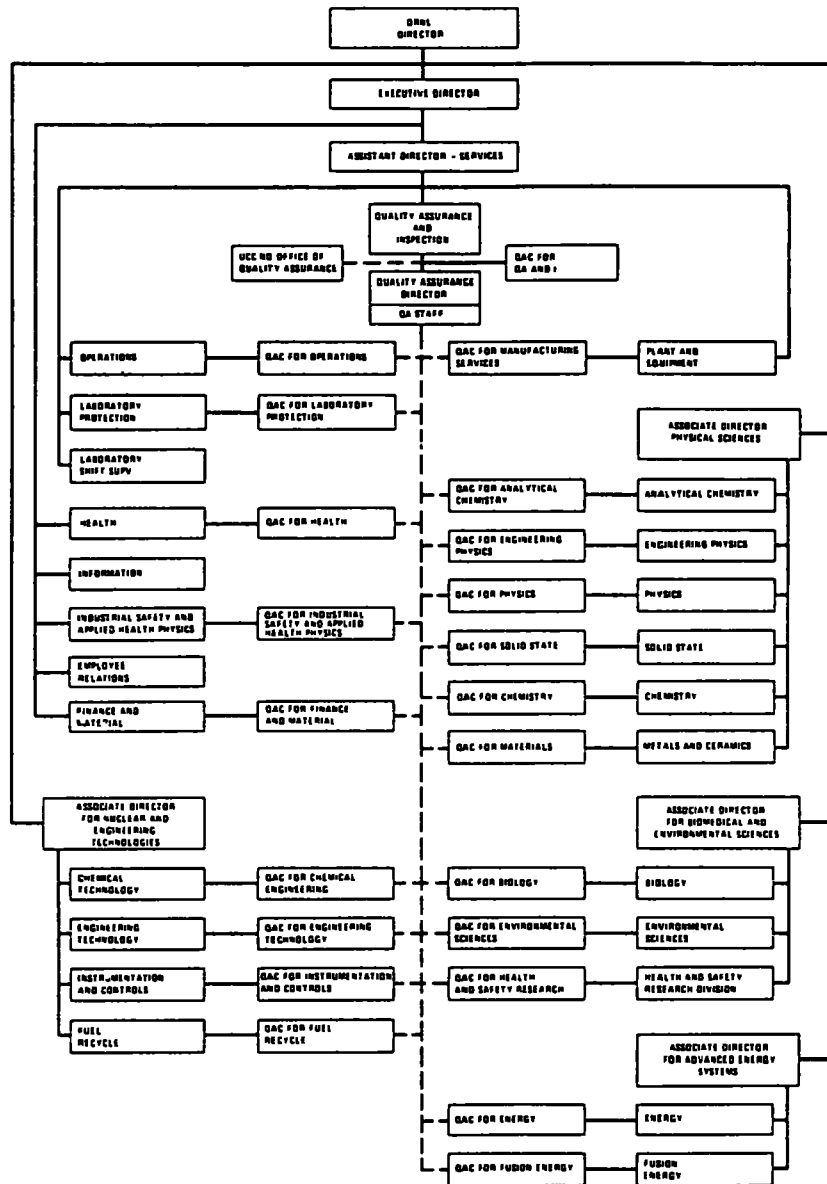 ORNL
DIRECTOR
EXECUTIVE DIRECTOR
ASSISTANT DIRECTOR - SERVICES
QUALITY ASSURANCE
AND
INSPECTION
UCC ND OFFICE OF
QUALITY ASSURANCE
QAC FOR
QA AND I
QUALITY ASSURANCE
DIRECTOR
QA STAFF
OPERATIONS
QAC FOR OPERATIONS
QAC FOR MANUFACTURING
SERVICES
PLANT AND
EQUIPMENT
LABORATORY
PROTECTION
QAC FOR LABORATORY
PROTECTION
ASSOCIATE DIRECTOR
PHYSICAL SCIENCES
LABORATORY
SHIFT SUPV
QAC FOR ANALYTICAL
CHEMISTRY
ANALYTICAL CHEMISTRY
HEALTH
QAC FOR HEALTH
QAC FOR ENGINEERING
PHYSICS
ENGINEERING PHYSICS
INFORMATION
QAC FOR PHYSICS
PHYSICS
INDUSTRIAL SAFETY AND
APPLIED HEALTH PHYSICS
QAC FOR INDUSTRIAL
SAFETY AND APPLIED
HEALTH PHYSICS
QAC FOR SOLID STATE
SOLID STATE
EMPLOYEE
RELATIONS
QAC FOR CHEMISTRY
CHEMISTRY
FINANCE AND
MATERIAL
QAC FOR FINANCE
AND MATERIAL
QAC FOR MATERIALS
METALS AND CERAMICS
ASSOCIATE DIRECTOR
FOR NUCLEAR AND
ENGINEERING
TECHNOLOGIES
ASSOCIATE DIRECTOR
FOR BIOMEDICAL AND
ENVIRONMENTAL SCIENCES
CHEMICAL
TECHNOLOGY
QAC FOR CHEMICAL
ENGINEERING
QAC FOR BIOLOGY
BIOLOGY
ENGINEERING
TECHNOLOGY
QAC FOR ENGINEERING
TECHNOLOGY
QAC FOR ENVIRONMENTAL
SCIENCES
ENVIRONMENTAL
SCIENCES
INSTRUMENTATION
AND CONTROLS
QAC FOR INSTRUMENTATION
AND CONTROLS
QAC FOR HEALTH
AND SAFETY RESEARCH
HEALTH AND SAFETY
RESEARCH DIVISION
FUEL
RECYCLE
QAC FOR FUEL
RECYCLE
ASSOCIATE DIRECTOR
FOR ADVANCED ENERGY
SYSTEMS
QAC FOR ENERGY
ENERGY
QAC FOR FUSION ENERGY
FUSION
ENERGY